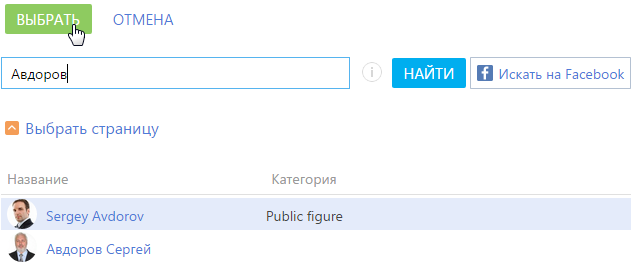 ВЫБРАТЬ ОТМЕНА
Авдоров i НАЙТИ f Искать на Facebook
Выбрать страницу
Название Категория
Sergey Avdorov Public figure
Авдоров Сергей